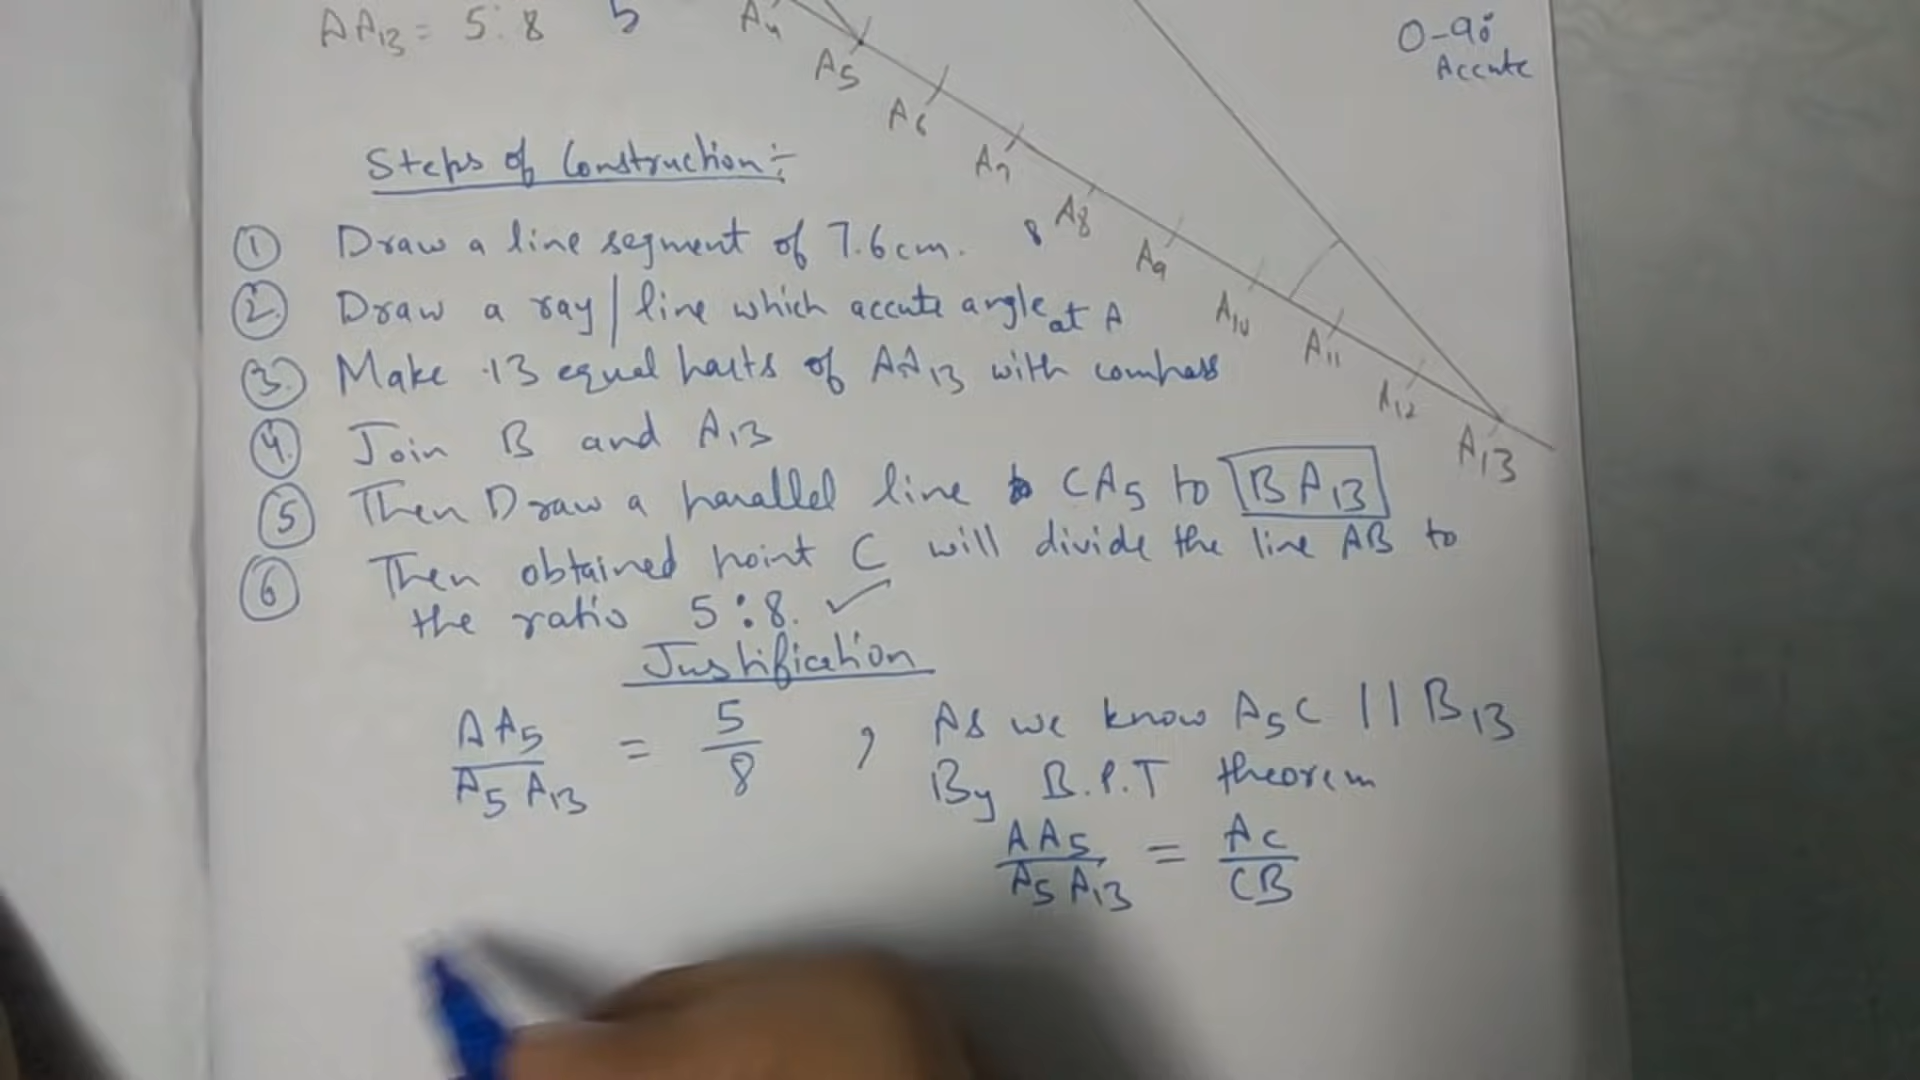 AA13 = 5:8 5
A4
A5
A6
A7
8 A8
A9
A10
A11
A12
A13
0-90°
Accute
Steps of Construction:-
① Draw a line segment of 7.6cm.
② Draw a ray/line which accute angle at A
③ Make 13 equal parts of AA13 with compass
④ Join B and A13
⑤ Then Draw a parallel line CA5 to BA13
⑥ Then obtained point C will divide the line AB to
the ratio 5:8. ✓
Justification
AA5/A5A13 = 5/8 , As we know A5C || B13
By B.P.T theorem
AA5/A5A13 = AC/CB